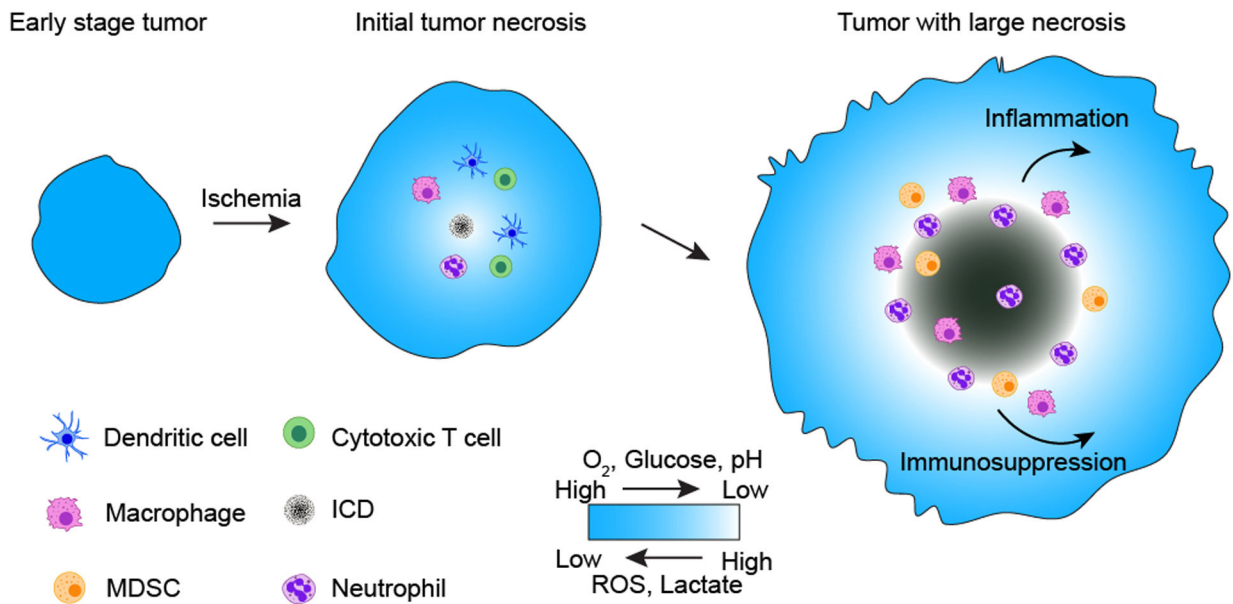 Early stage tumor
Initial tumor necrosis
Tumor with large necrosis
Ischemia
Inflammation
Immunosuppression
Dendritic cell
Cytotoxic T cell
Macrophage
ICD
MDSC
Neutrophil
O₂, Glucose, pH
High Low
Low High
ROS, Lactate